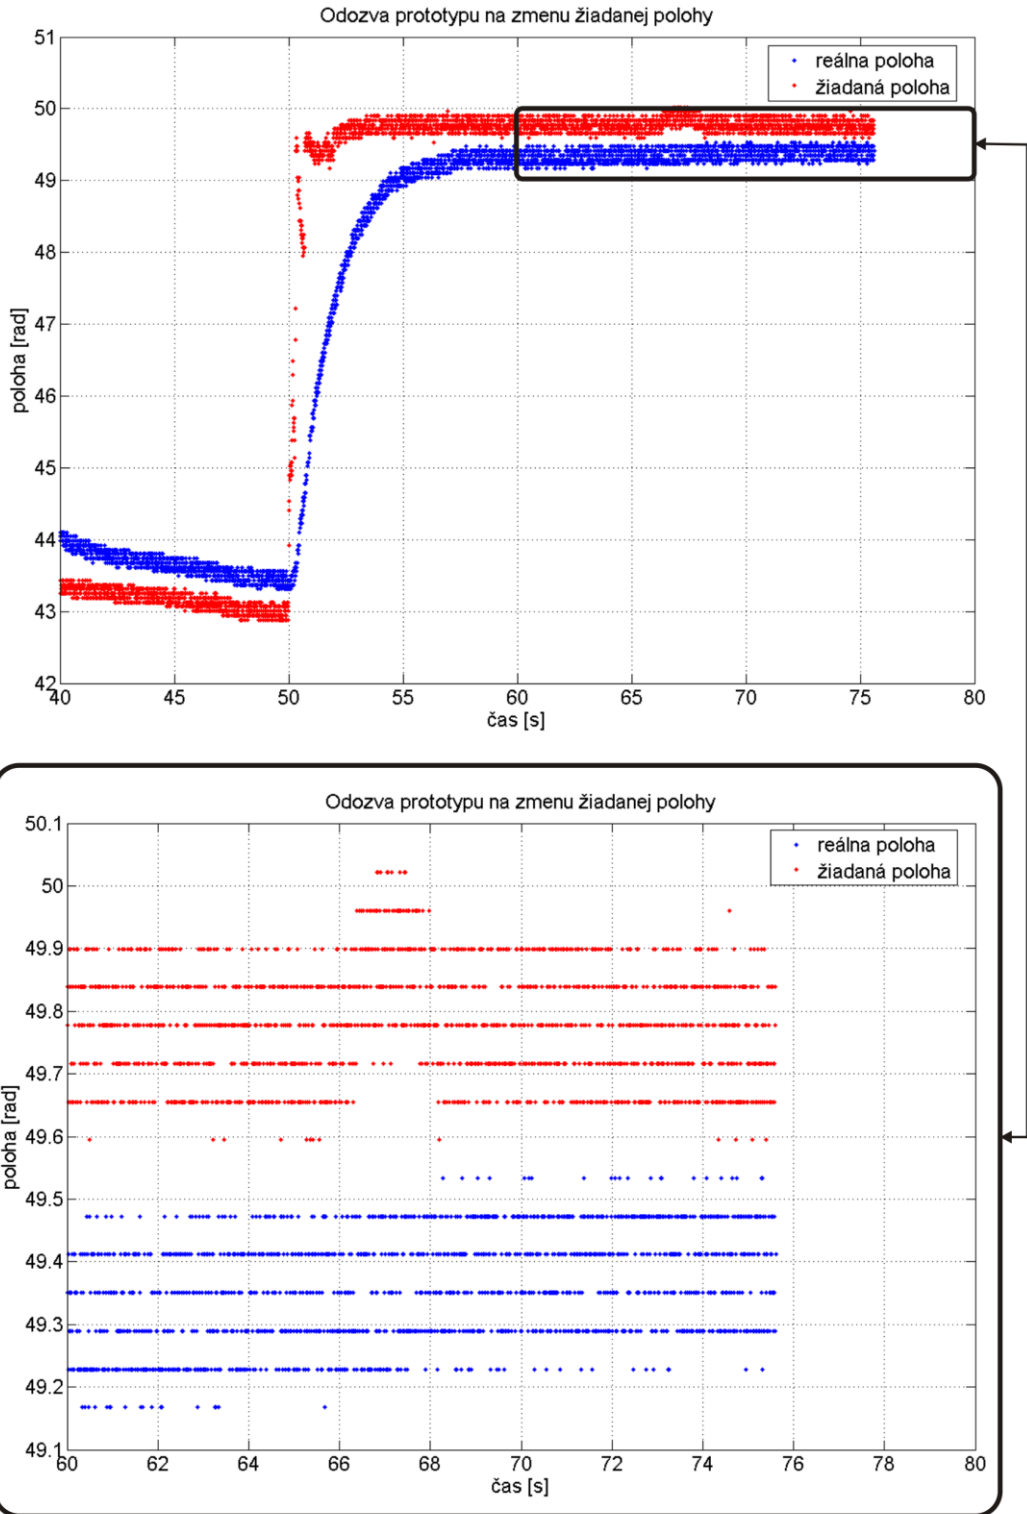 Odozva prototypu na zmenu žiadanej polohy
51
reálna poloha
žiadaná poloha
50
49
48
47
46
45
44
43
42
poloha [rad]
40 45 50 55 60 65 70 75 80
čas [s]
Odozva prototypu na zmenu žiadanej polohy
50.1
reálna poloha
žiadaná poloha
50
49.9
49.8
49.7
49.6
49.5
49.4
49.3
49.2
49.1
poloha [rad]
60 62 64 66 68 70 72 74 76 78 80
čas [s]